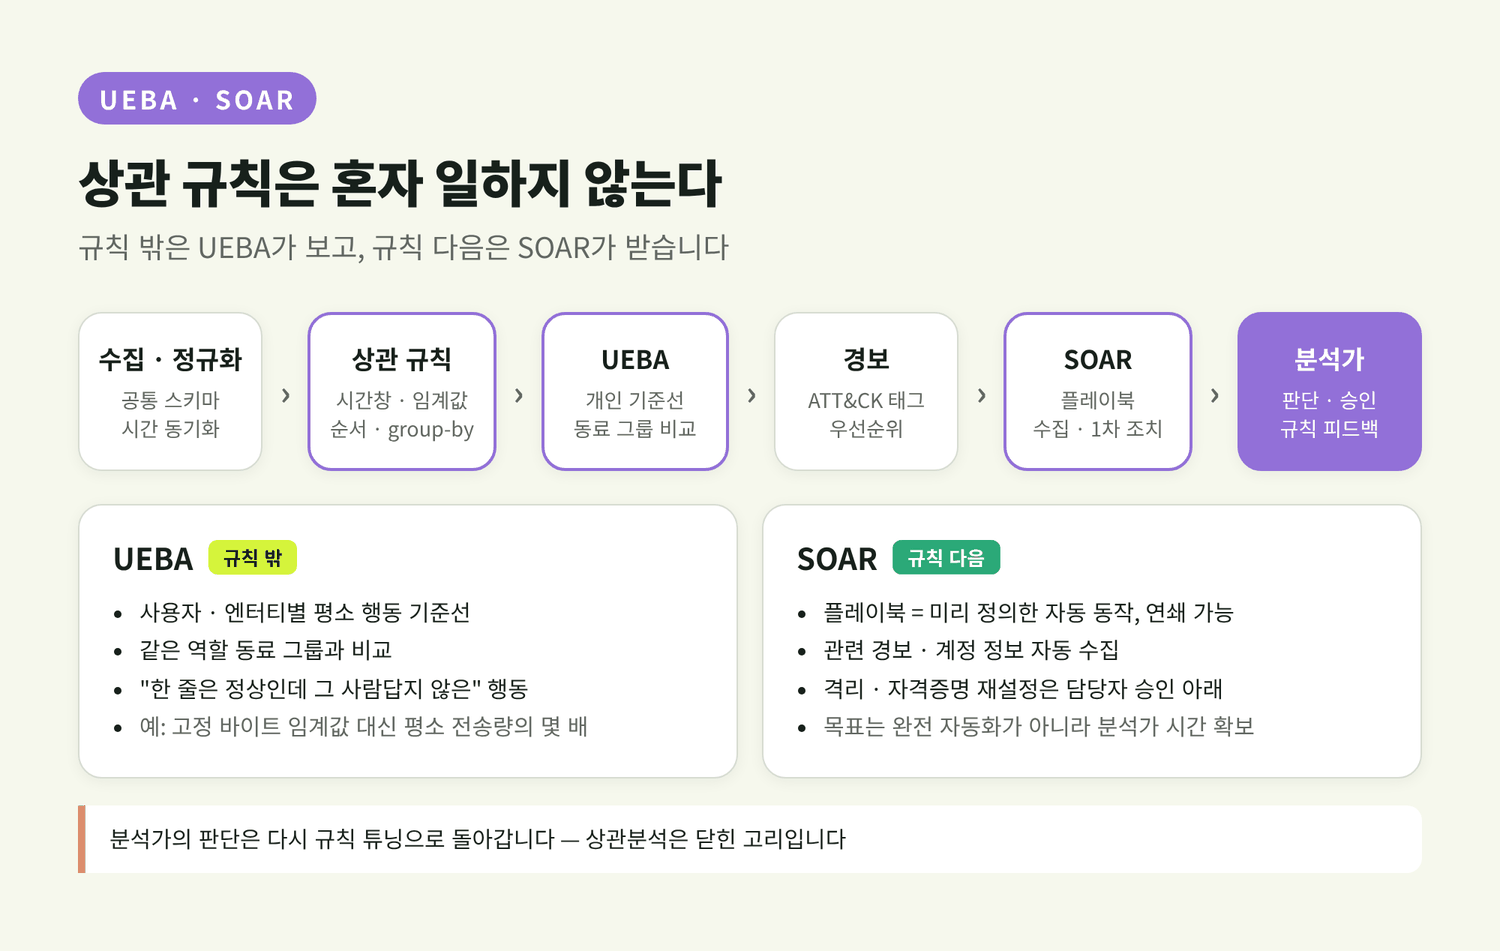 UEBA · SOAR
상관 규칙은 혼자 일하지 않는다
규칙 밖은 UEBA가 보고, 규칙 다음은 SOAR가 받습니다
수집 · 정규화
공통 스키마
시간 동기화
›
상관 규칙
시간창 · 임계값
순서 · group-by
›
UEBA
개인 기준선
동료 그룹 비교
›
경보
ATT&CK 태그
우선순위
›
SOAR
플레이북
수집 · 1차 조치
›
분석가
판단 · 승인
규칙 피드백
UEBA 규칙 밖
• 사용자 · 엔터티별 평소 행동 기준선
• 같은 역할 동료 그룹과 비교
• "한 줄은 정상인데 그 사람답지 않은" 행동
• 예: 고정 바이트 임계값 대신 평소 전송량의 몇 배
SOAR 규칙 다음
• 플레이북 = 미리 정의한 자동 동작, 연쇄 가능
• 관련 경보 · 계정 정보 자동 수집
• 격리 · 자격증명 재설정은 담당자 승인 아래
• 목표는 완전 자동화가 아니라 분석가 시간 확보
분석가의 판단은 다시 규칙 튜닝으로 돌아갑니다 — 상관분석은 닫힌 고리입니다